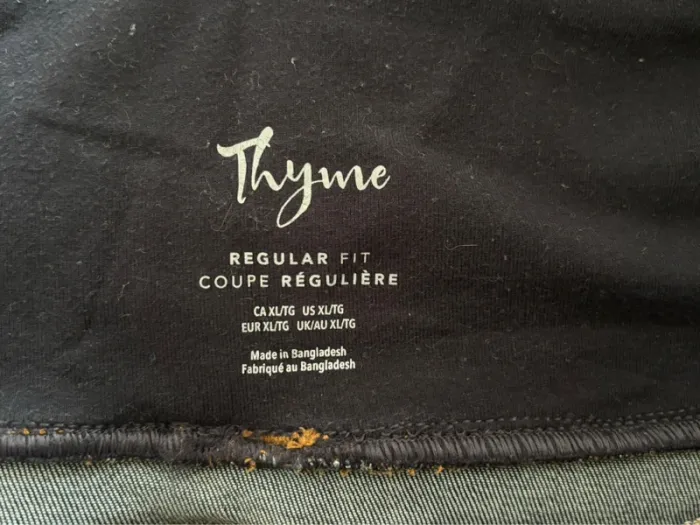 Thyme
REGULAR FIT
COUPE RÉGULIÈRE
CA XL/TG US XL/TG
EUR XL/TG UK/AU XL/TG
Made in Bangladesh
Fabriqué au Bangladesh